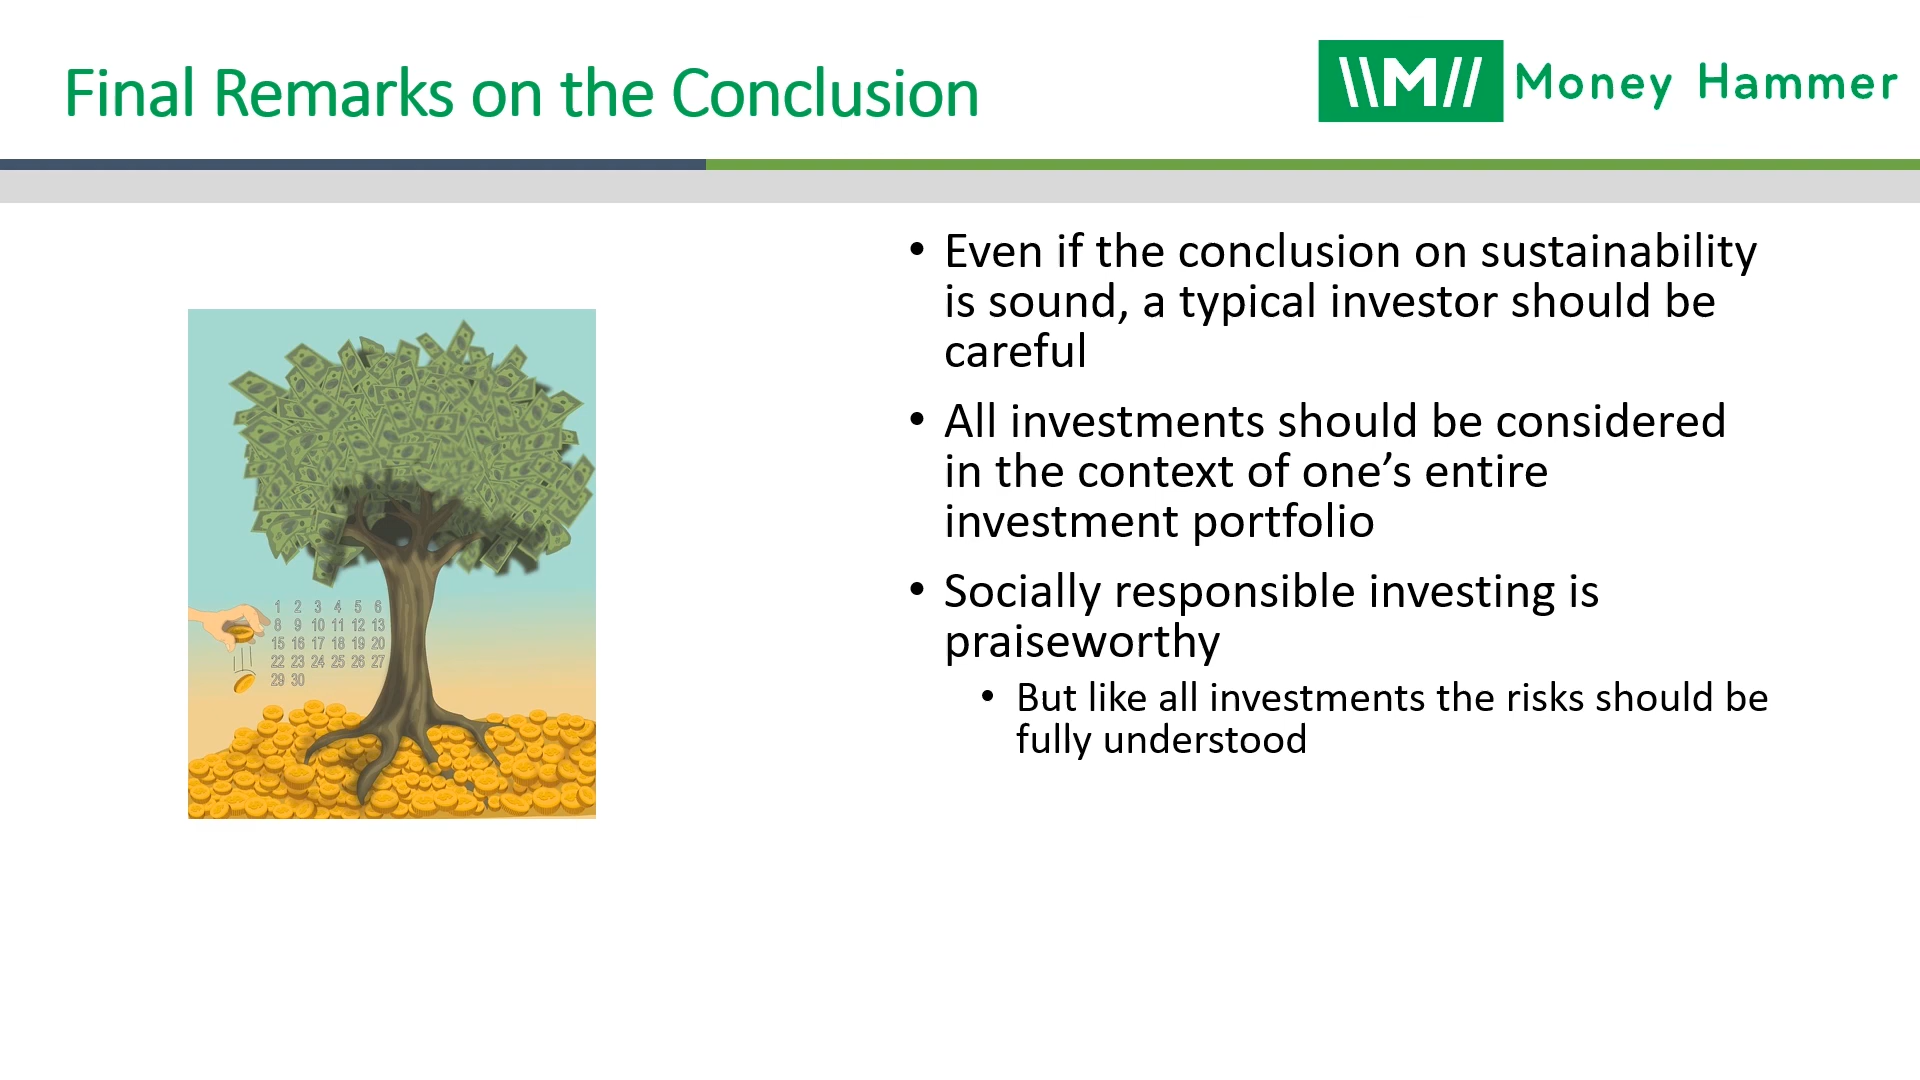 Final Remarks on the Conclusion
\\M// Money Hammer
• Even if the conclusion on sustainability
is sound, a typical investor should be
careful
• All investments should be considered
in the context of one’s entire
investment portfolio
• Socially responsible investing is
praiseworthy
• But like all investments the risks should be
fully understood
1 2 3 4 5 6
8 9 10 11 12 13
15 16 17 18 19 20
22 23 24 25 26 27
29 30